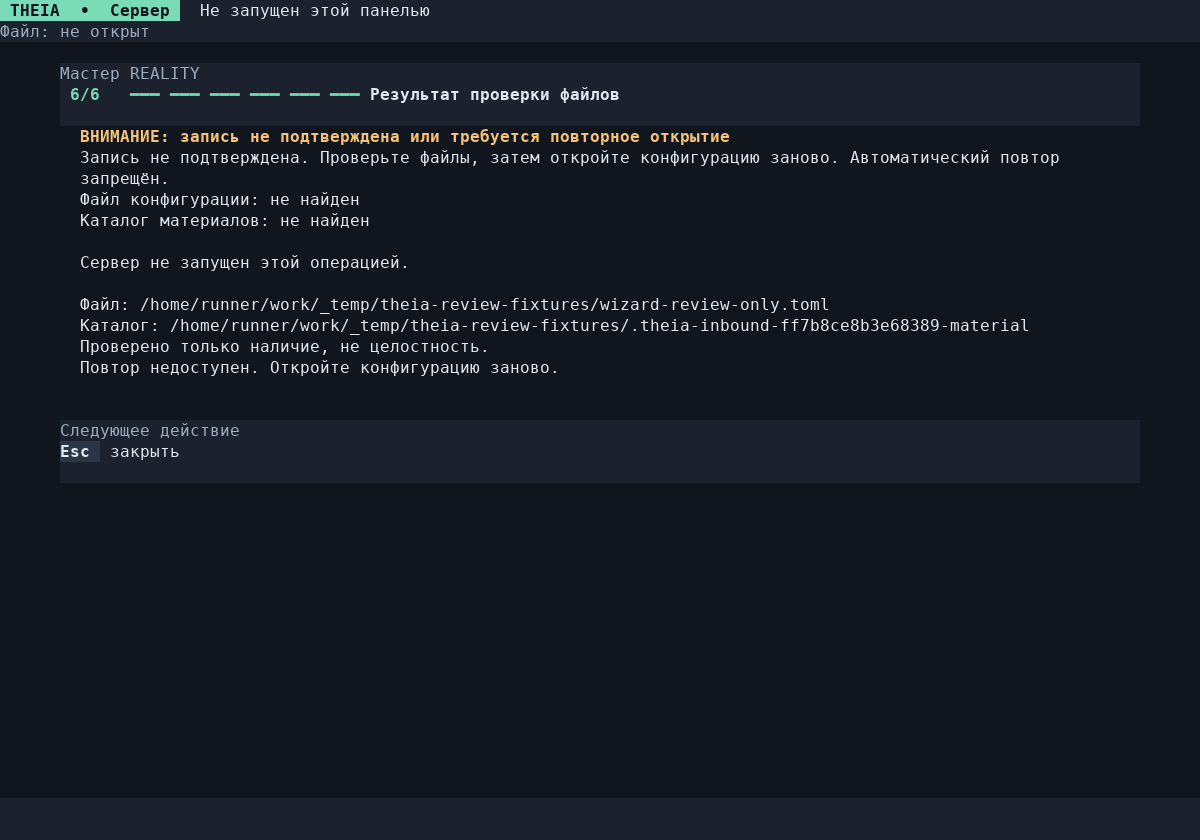 THEIA • Сервер Не запущен этой панелью
Файл: не открыт
Мастер REALITY
6/6 Результат проверки файлов
ВНИМАНИЕ: запись не подтверждена или требуется повторное открытие
Запись не подтверждена. Проверьте файлы, затем откройте конфигурацию заново. Автоматический повтор
запрещён.
Файл конфигурации: не найден
Каталог материалов: не найден
Сервер не запущен этой операцией.
Файл: /home/runner/work/_temp/theia-review-fixtures/wizard-review-only.toml
Каталог: /home/runner/work/_temp/theia-review-fixtures/.theia-inbound-ff7b8ce8b3e68389-material
Проверено только наличие, не целостность.
Повтор недоступен. Откройте конфигурацию заново.
Следующее действие
Esc закрыть